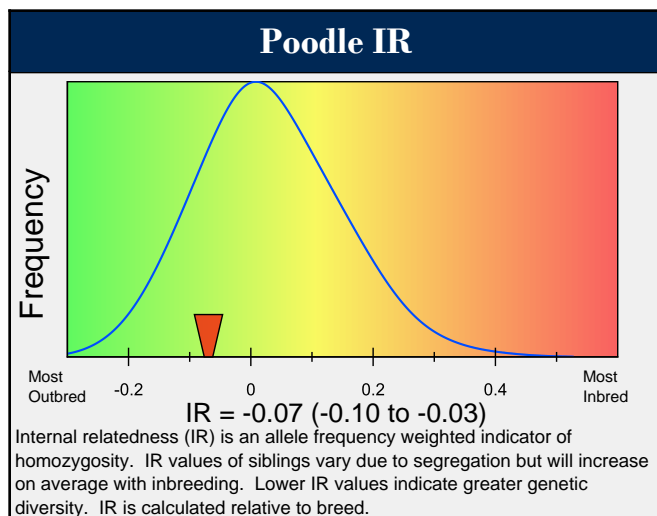 Poodle IR
Frequency
Most
Outbred
-0.2
0
0.2
0.4
Most
Inbred
IR = -0.07 (-0.10 to -0.03)
Internal relatedness (IR) is an allele frequency weighted indicator of
homozygosity.  IR values of siblings vary due to segregation but will increase
on average with inbreeding.  Lower IR values indicate greater genetic
diversity.  IR is calculated relative to breed.